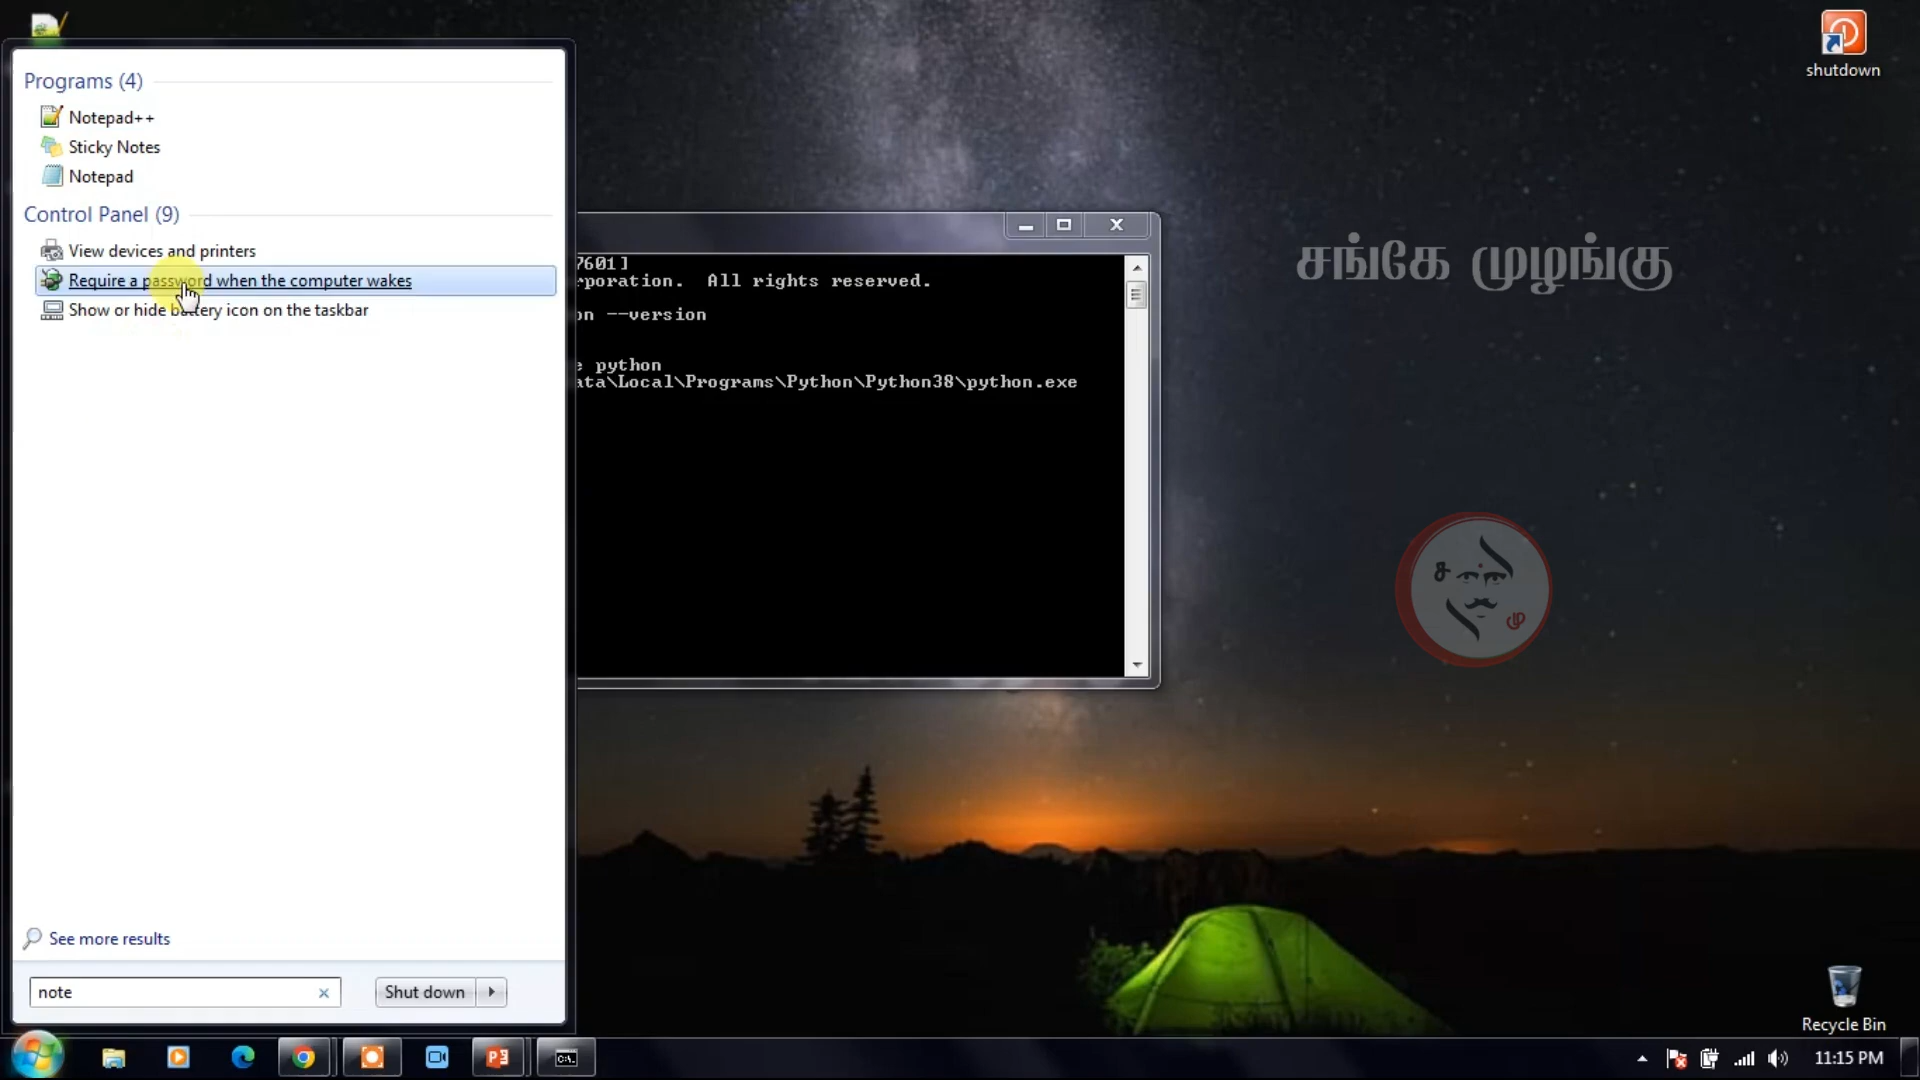 shutdown
Programs (4)
Notepad++
Sticky Notes
Notepad
Control Panel (9)
View devices and printers
Require a password when the computer wakes
Show or hide battery icon on the taskbar
7601]
rporation.  All rights reserved.
on --version
e python
ata\Local\Programs\Python\Python38\python.exe
சங்கே முழங்கு
ச
மு
See more results
note
Shut down
Recycle Bin
11:15 PM